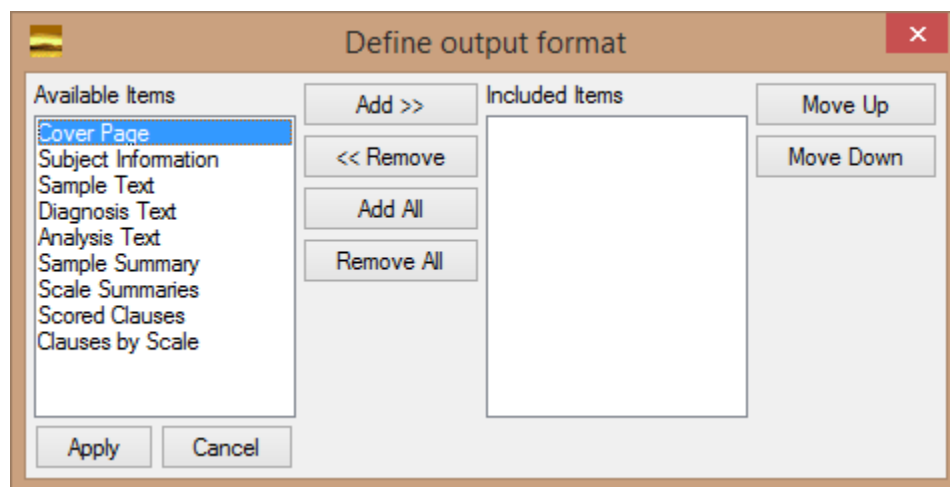 Define output format
Available Items
Cover Page
Subject Information
Sample Text
Diagnosis Text
Analysis Text
Sample Summary
Scale Summaries
Scored Clauses
Clauses by Scale
Add >>
<< Remove
Add All
Remove All
Included Items
Move Up
Move Down
Apply
Cancel